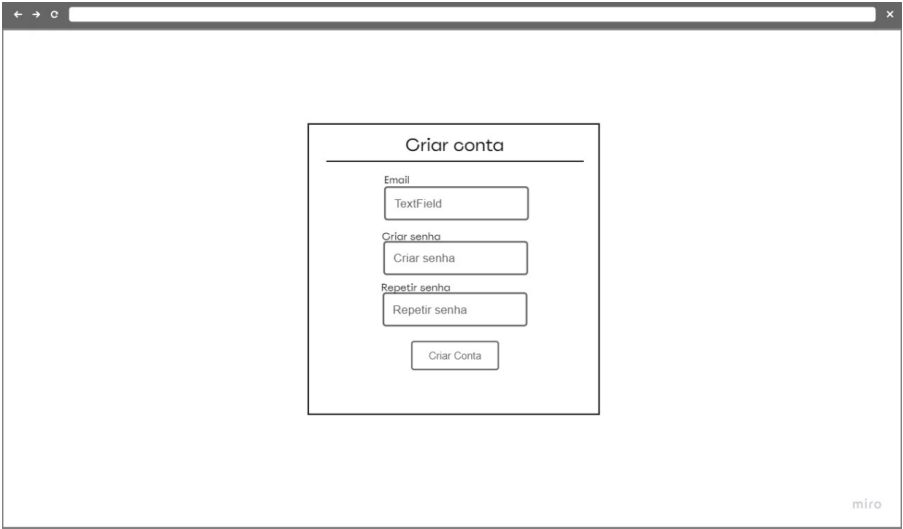 Criar conta
Email
TextField
Criar senha
Criar senha
Repetir senha
Repetir senha
Criar Conta
miro